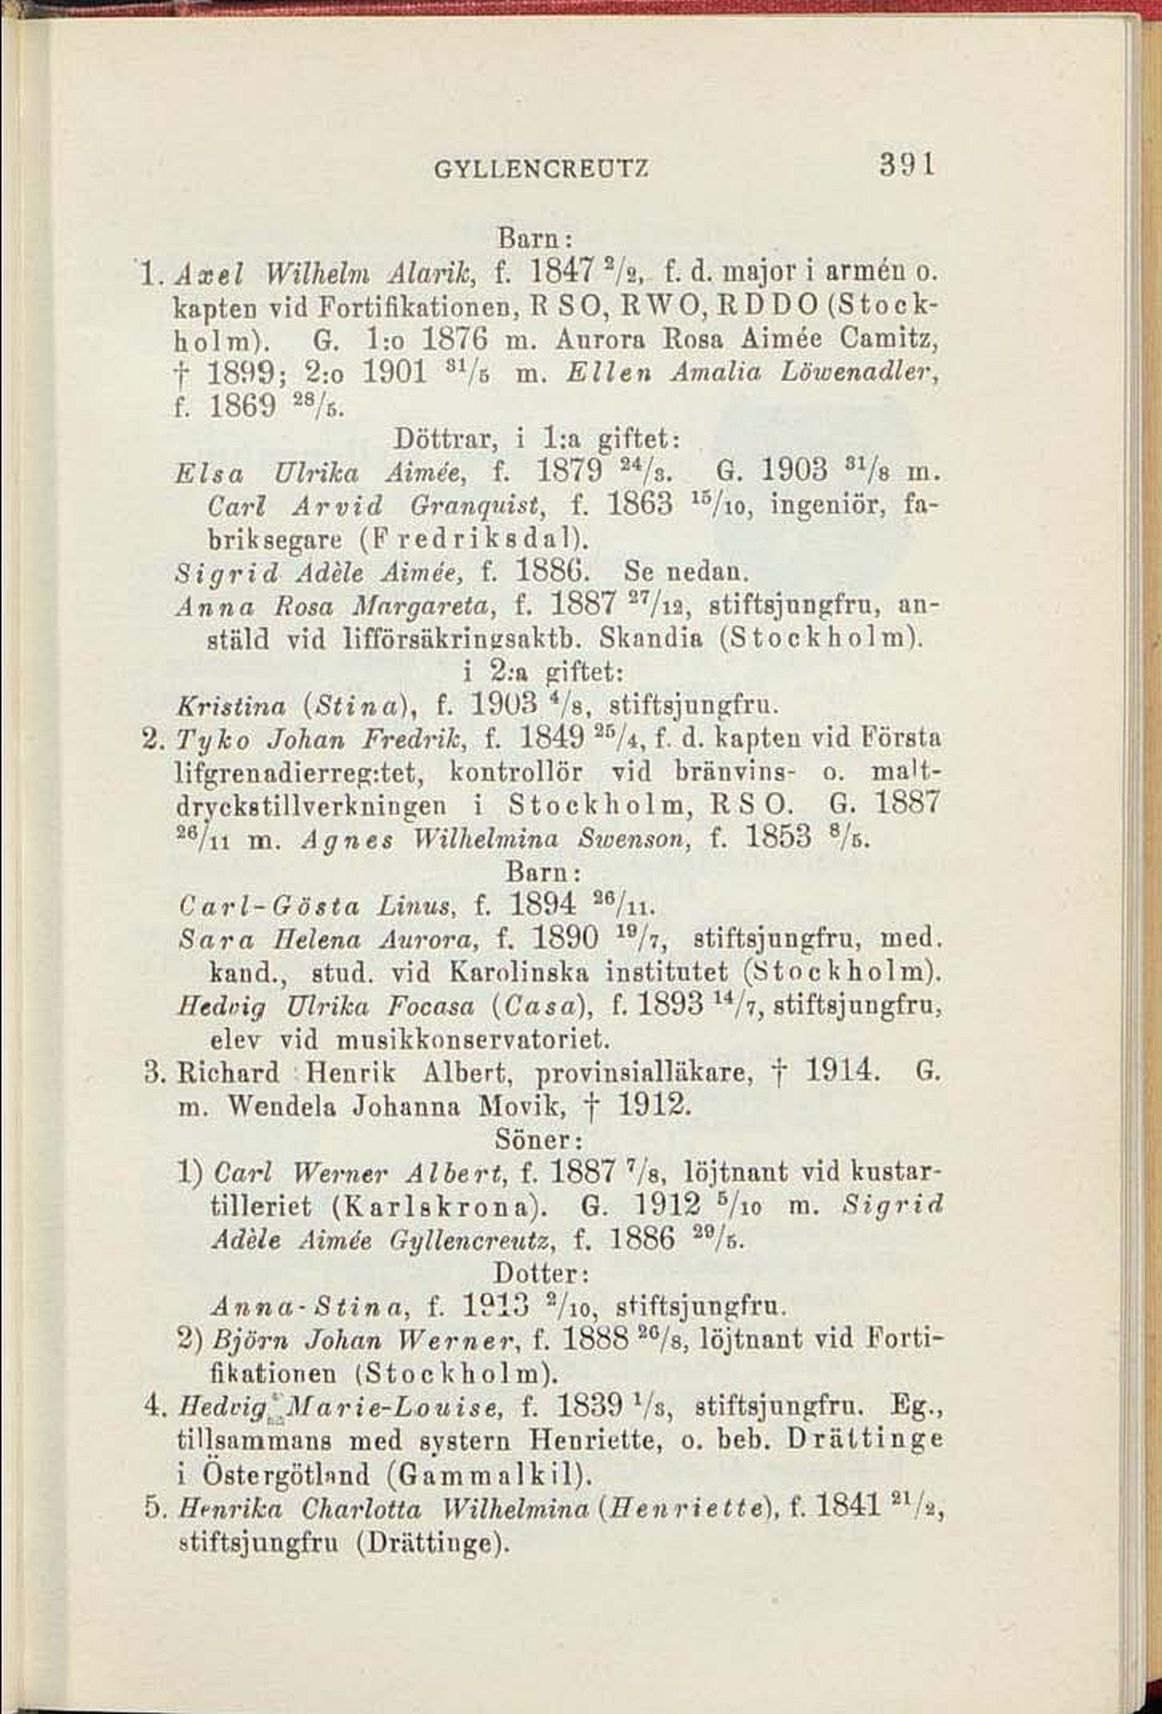 GYLLENCREUTZ 391
Barn:
1. Axel Wilhelm Alarik, f. 1847 2/2, f. d. major i armén o.
kapten vid Fortifikationen, R S O, R W O, R D D O (Stock-
holm). G. 1:o 1876 m. Aurora Rosa Aimée Camitz,
† 1899; 2:o 1901 31/5 m. Ellen Amalia Löwenadler,
f. 1869 28/5.
Döttrar, i 1:a giftet:
Elsa Ulrika Aimée, f. 1879 24/3. G. 1903 31/8 m.
Carl Arvid Granquist, f. 1863 15/10, ingeniör, fa-
briksegare (Fredriksdal).
Sigrid Adèle Aimée, f. 1886. Se nedan.
Anna Rosa Margareta, f. 1887 27/12, stiftsjungfru, an-
stäld vid lifförsäkringsaktb. Skandia (Stockholm).
i 2:a giftet:
Kristina (Stina), f. 1903 4/8, stiftsjungfru.
2. Tyko Johan Fredrik, f. 1849 25/4, f. d. kapten vid Första
lifgrenadierreg:tet, kontrollör vid bränvins- o. malt-
dryckstillverkningen i Stockholm, R S O. G. 1887
26/11 m. Agnes Wilhelmina Swenson, f. 1853 8/5.
Barn:
Carl-Gösta Linus, f. 1894 26/11.
Sara Helena Aurora, f. 1890 19/7, stiftsjungfru, med.
kand., stud. vid Karolinska institutet (Stockholm).
Hedvig Ulrika Focasa (Casa), f. 1893 14/7, stiftsjungfru,
elev vid musikkonservatoriet.
3. Richard Henrik Albert, provinsialläkare, † 1914. G.
m. Wendela Johanna Movik, † 1912.
Söner:
1) Carl Werner Albert, f. 1887 7/8, löjtnant vid kustar-
tilleriet (Karlskrona). G. 1912 5/10 m. Sigrid
Adèle Aimée Gyllencreutz, f. 1886 29/5.
Dotter:
Anna-Stina, f. 1913 2/10, stiftsjungfru.
2) Björn Johan Werner, f. 1888 26/8, löjtnant vid Forti-
fikationen (Stockholm).
4. Hedvig Marie-Louise, f. 1839 1/3, stiftsjungfru. Eg.,
tillsammans med systern Henriette, o. beb. Drättinge
i Östergötland (Gammalkil).
5. Henrika Charlotta Wilhelmina (Henriette), f. 1841 21/2,
stiftsjungfru (Drättinge).